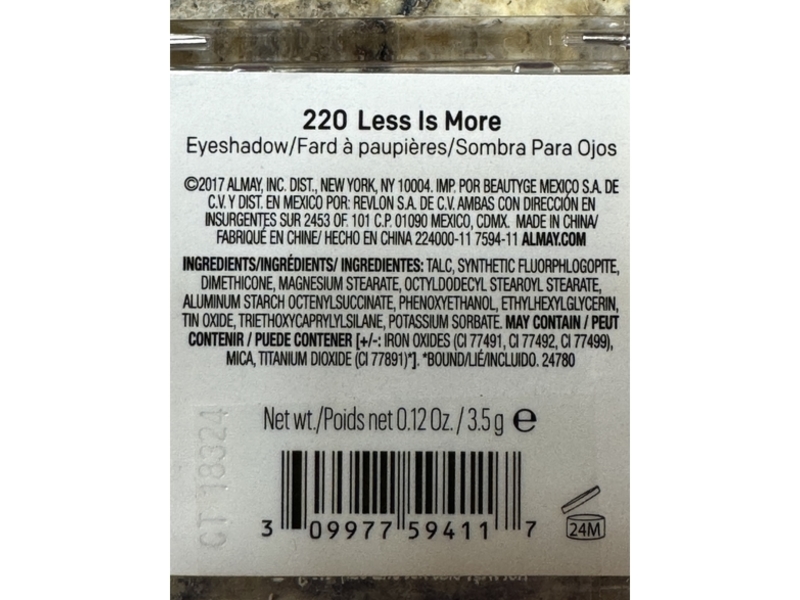 220 Less Is More
Eyeshadow/Fard à paupières/Sombra Para Ojos
©2017 ALMAY, INC. DIST., NEW YORK, NY 10004. IMP. POR BEAUTYGE MEXICO S.A. DE
C.V. Y DIST. EN MEXICO POR: REVLON S.A. DE C.V. AMBAS CON DIRECCIÓN EN
INSURGENTES SUR 2453 OF. 101 C.P. 01090 MEXICO, CDMX. MADE IN CHINA/
FABRIQUÉ EN CHINE/ HECHO EN CHINA 224000-11 7594-11 ALMAY.COM
INGREDIENTS/INGRÉDIENTS/ INGREDIENTES: TALC, SYNTHETIC FLUORPHLOGOPITE,
DIMETHICONE, MAGNESIUM STEARATE, OCTYLDODECYL STEAROYL STEARATE,
ALUMINUM STARCH OCTENYLSUCCINATE, PHENOXYETHANOL, ETHYLHEXYLGLYCERIN,
TIN OXIDE, TRIETHOXYCAPRYLYLSILANE, POTASSIUM SORBATE. MAY CONTAIN / PEUT
CONTENIR / PUEDE CONTENER [+/-: IRON OXIDES (CI 77491, CI 77492, CI 77499),
MICA, TITANIUM DIOXIDE (CI 77891)*]. *BOUND/LIÉ/INCLUIDO. 24780
Net wt./Poids net 0.12 Oz. / 3.5 g e
CT 18324
3 09977 59411 7
24M